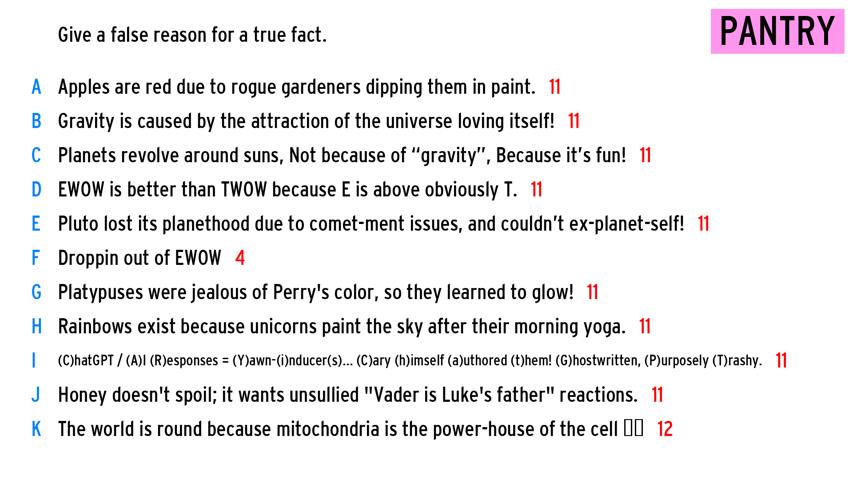 Give a false reason for a true fact.
PANTRY
A Apples are red due to rogue gardeners dipping them in paint. 11
B Gravity is caused by the attraction of the universe loving itself! 11
C Planets revolve around suns, Not because of “gravity”, Because it’s fun! 11
D EWOW is better than TWOW because E is above obviously T. 11
E Pluto lost its planethood due to comet-ment issues, and couldn’t ex-planet-self! 11
F Droppin out of EWOW 4
G Platypuses were jealous of Perry's color, so they learned to glow! 11
H Rainbows exist because unicorns paint the sky after their morning yoga. 11
I (C)hatGPT / (A)I (R)esponses = (Y)awn-(i)nducer(s)... (C)ary (h)imself (a)uthored (t)hem! (G)hostwritten, (P)urposely (T)rashy. 11
J Honey doesn't spoil; it wants unsullied "Vader is Luke's father" reactions. 11
K The world is round because mitochondria is the power-house of the cell 12